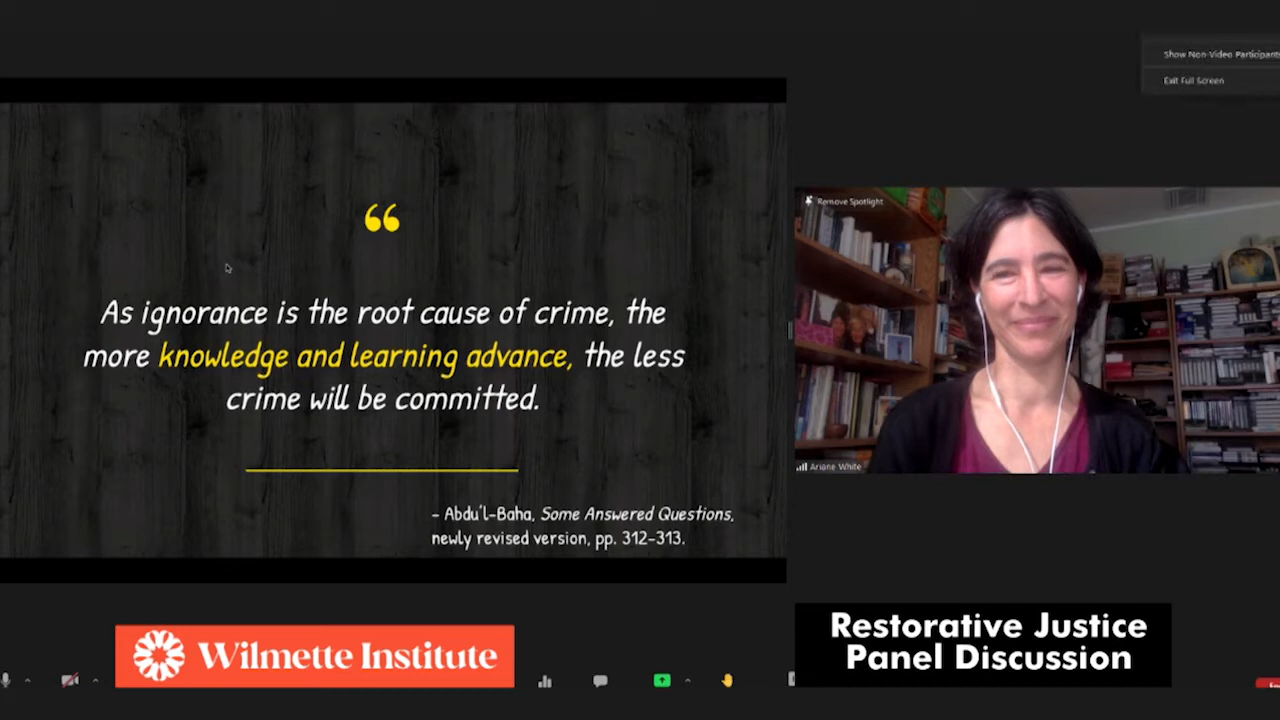 Show Non-Video Participants
Exit Full Screen
“
As ignorance is the root cause of crime, the
more knowledge and learning advance, the less
crime will be committed.
- Abdu'l-Baha, Some Answered Questions,
newly revised version, pp. 312-313.
Remove Spotlight
Ariane White
Wilmette Institute
Restorative Justice
Panel Discussion